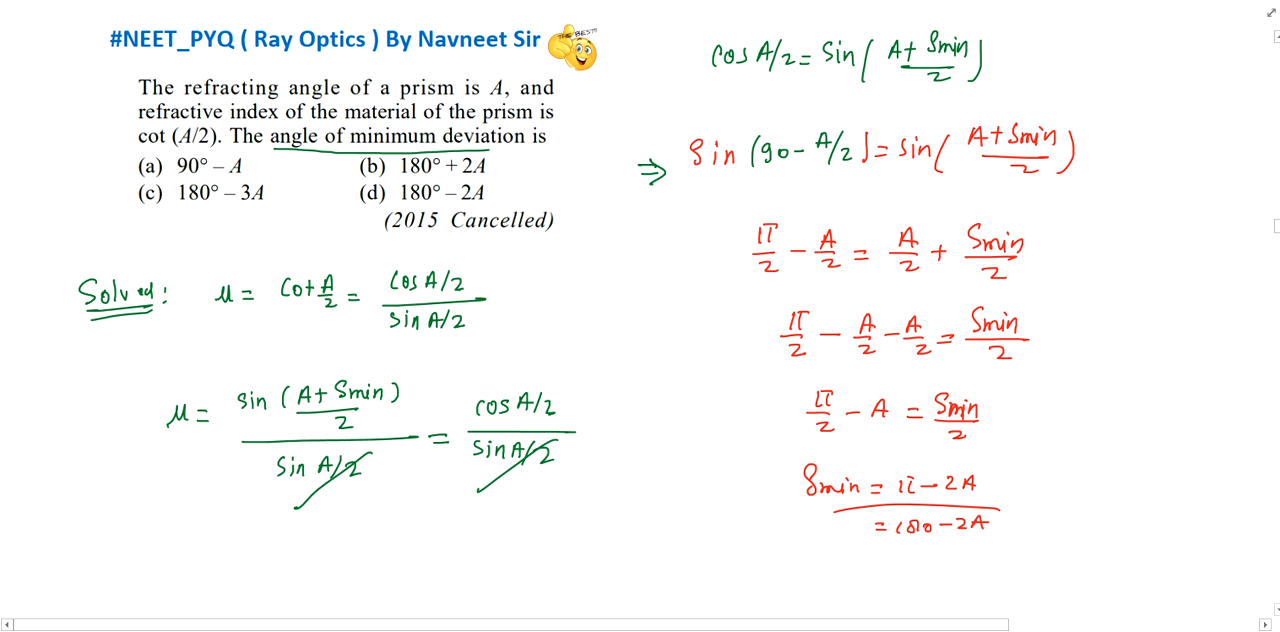 #NEET_PYQ ( Ray Optics ) By Navneet Sir
THE BEST!!
The refracting angle of a prism is A, and
refractive index of the material of the prism is
cot (A/2). The angle of minimum deviation is
(a) 90° – A (b) 180° + 2A
(c) 180° – 3A (d) 180° – 2A
(2015 Cancelled)
Solved: μ = Cot A/2 = Cos A/2 / Sin A/2
μ = sin (A + δmin)/2 / Sin A/2 = cos A/2 / Sin A/2
Cos A/2 = Sin (A + δmin / 2)
⇒ Sin (90 - A/2) = sin (A + δmin / 2)
π/2 - A/2 = A/2 + δmin/2
π/2 - A/2 - A/2 = δmin/2
π/2 - A = δmin/2
δmin = π - 2A
= 180 - 2A